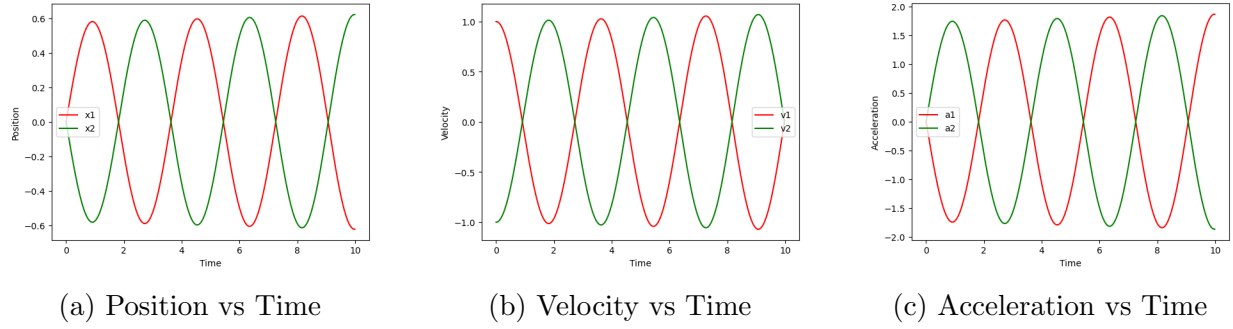 0.6
0.4
0.2
0.0
−0.2
−0.4
−0.6
Position
x1
x2
0 2 4 6 8 10
Time
(a) Position vs Time
1.0
0.5
0.0
−0.5
−1.0
Velocity
v1
v2
0 2 4 6 8 10
Time
(b) Velocity vs Time
2.0
1.5
1.0
0.5
0.0
−0.5
−1.0
−1.5
−2.0
Acceleration
a1
a2
0 2 4 6 8 10
Time
(c) Acceleration vs Time